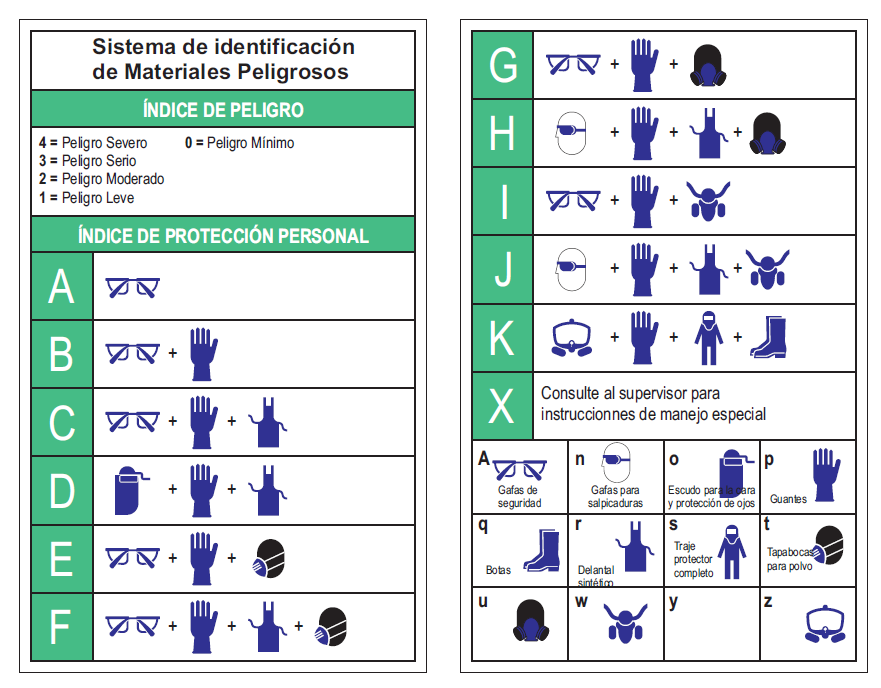 Sistema de identificación
de Materiales Peligrosos
ÍNDICE DE PELIGRO
4 = Peligro Severo 0 = Peligro Mínimo
3 = Peligro Serio
2 = Peligro Moderado
1 = Peligro Leve
ÍNDICE DE PROTECCIÓN PERSONAL
A
B +
C + +
D + +
E + +
F + + +
G + +
H + + +
I + +
J + + +
K + + +
X
Consulte al supervisor para
instruccionnes de manejo especial
A
Gafas de
seguridad
n
Gafas para
salpicaduras
o
Escudo para la cara
y protección de ojos
p
Guantes
q
Botas
r
Delantal
sintético
s
Traje
protector
completo
t
Tapabocas
para polvo
u
w
y
z